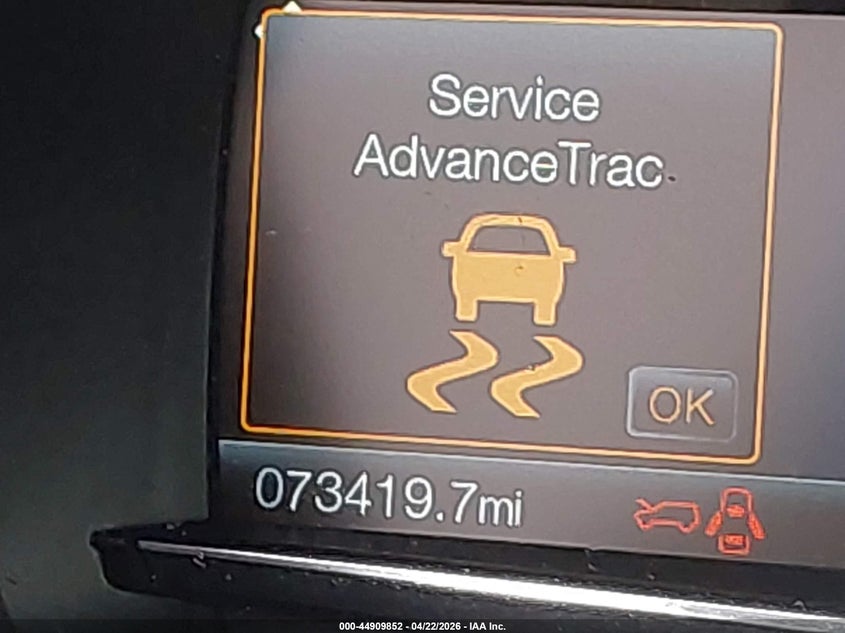 Service
AdvanceTrac
OK
073419.7mi
000-44909852 - 04/22/2026 - IAA Inc.